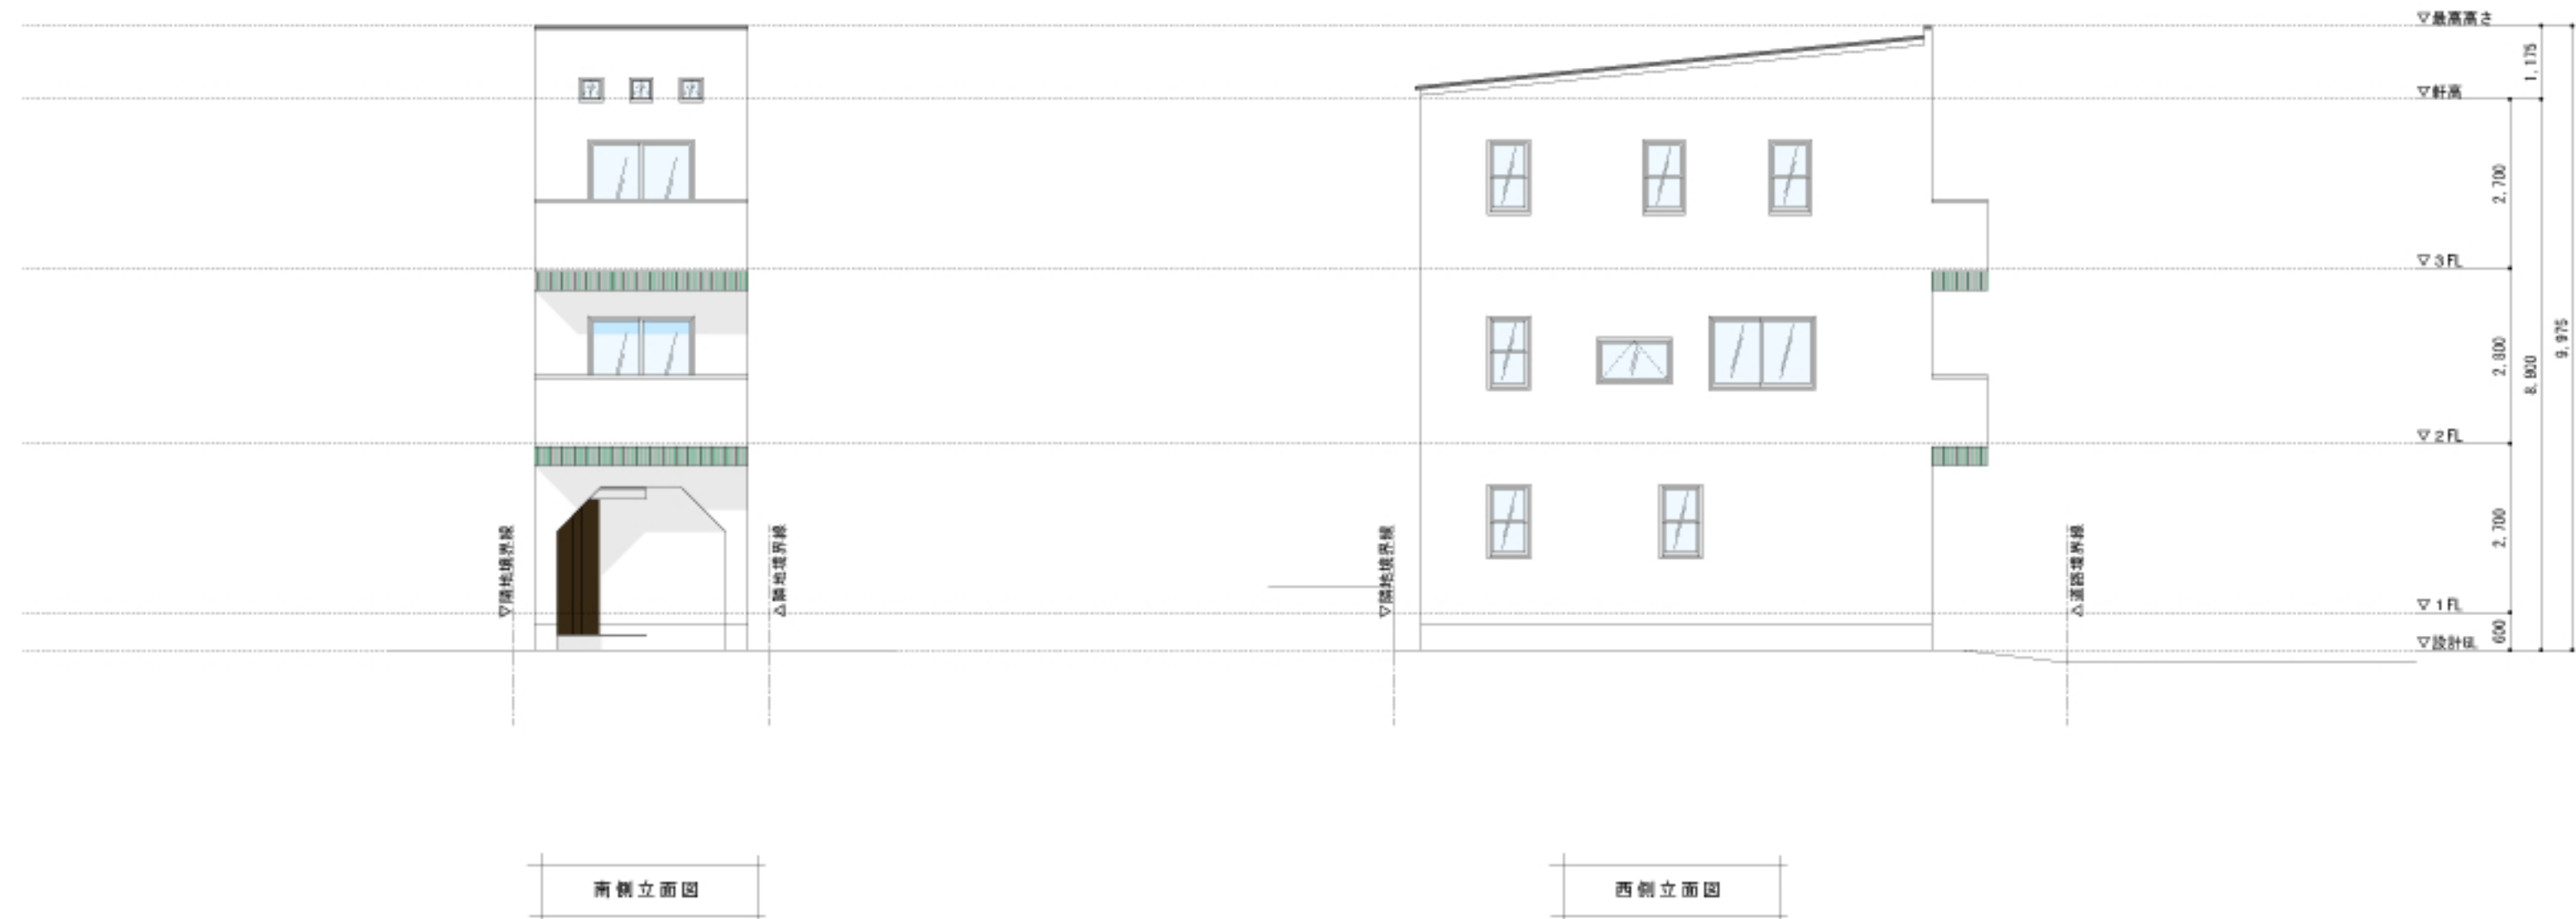 ▽最高高さ
1,175
▽軒高
2,700
▽3FL
2,800
8,800
9,975
▽2FL
2,700
▽1FL
600
▽設計GL
▽隣地境界線
△隣地境界線
▽隣地境界線
△道路境界線
南側立面図
西側立面図